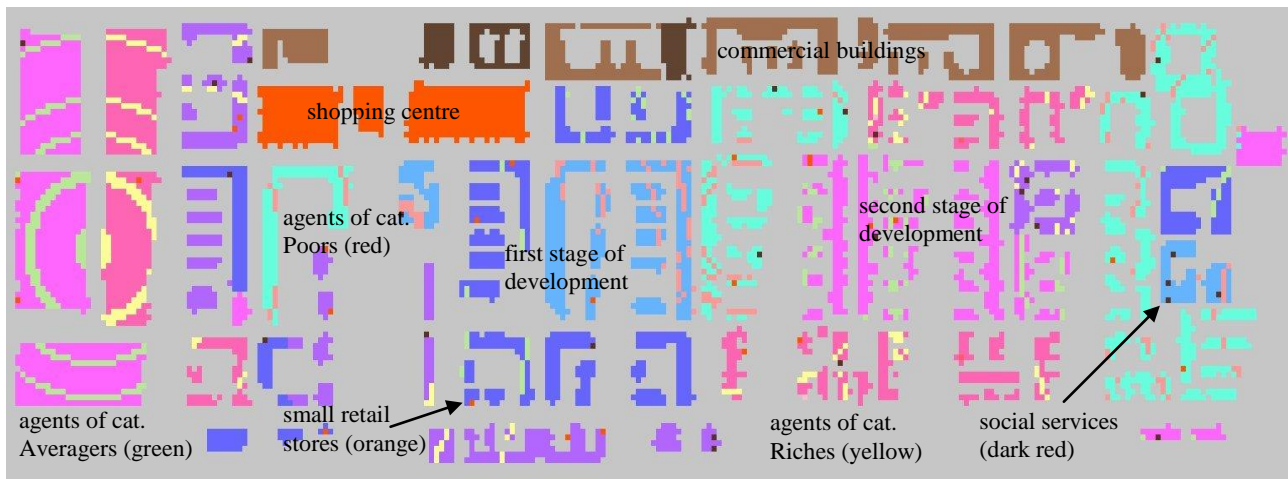 commercial buildings
shopping centre
agents of cat.
Poors (red)
first stage of
development
second stage of
development
agents of cat.
Averagers (green)
small retail
stores (orange)
agents of cat.
Riches (yellow)
social services
(dark red)